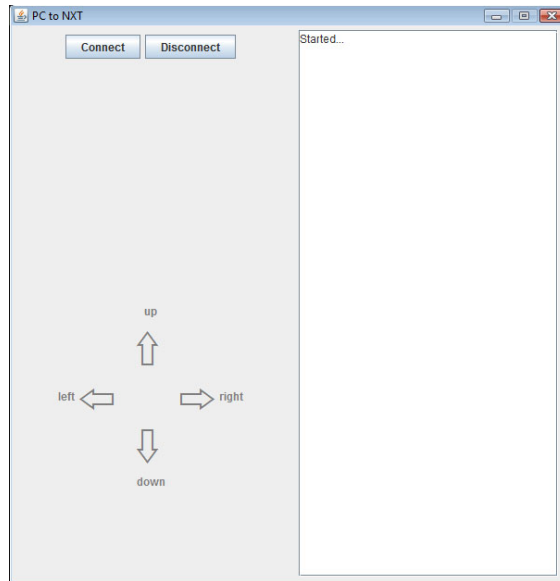 PC to NXT
Connect Disconnect
Started...
up
left right
down